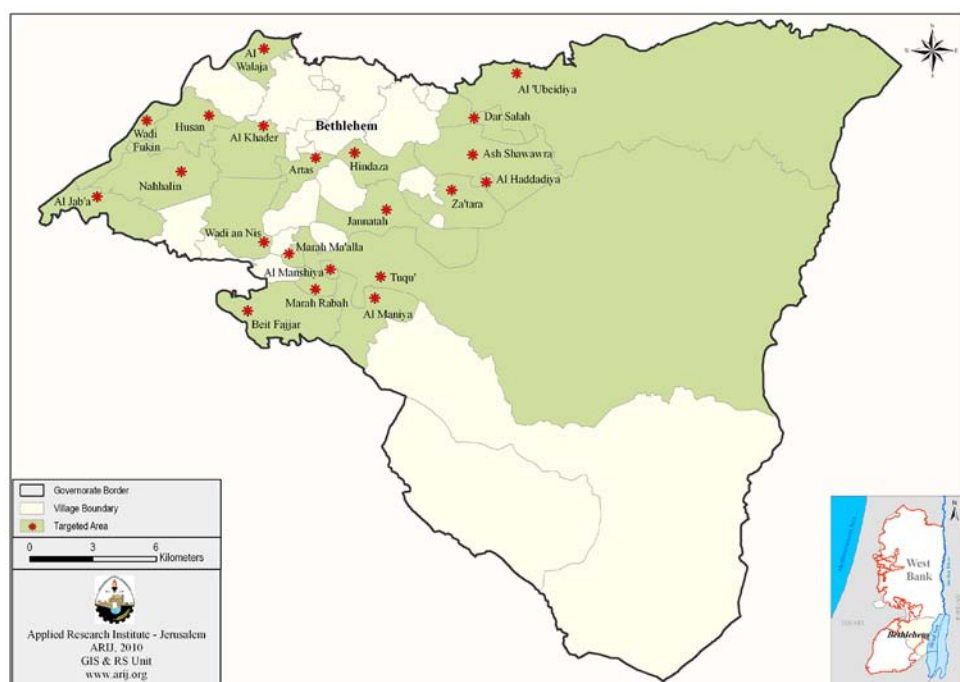 Al
Walaja
Al 'Ubeidiya
Husan
Wadi
Fukin
Al Khader
Bethlehem
Dar Salah
Artas
Hindaza
Ash Shawawra
Nahhalin
Al Haddadiya
Al Jab'a
Za'tara
Jannatah
Wadi an Nis
Marah Ma'alla
Al Manshiya
Tuqu'
Marah Rabah
Al Maniya
Beit Fajjar
Governorate Border
Village Boundary
Targeted Area
0 3 6
Kilometers
Applied Research Institute - Jerusalem
ARIJ, 2010
GIS & RS Unit
www.arij.org
N
West
Bank
Bethlehem